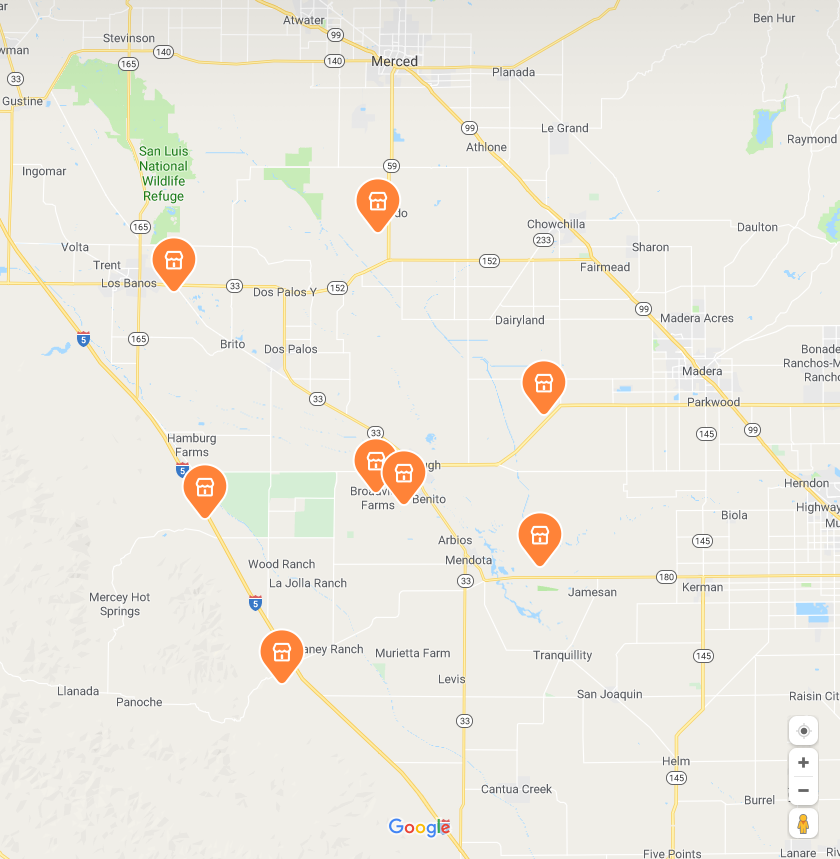 ar
Atwater
Ben Hur
99
Stevinson
wman
140
165
140
Merced
Planada
33
Gustine
99
Le Grand
Raymond
Athlone
San Luis
National
Wildlife
Refuge
59
Ingomar
do
165
Chowchilla
233
Daulton
Volta
Sharon
Trent
152
Fairmead
Los Banos
33
Dos Palos Y
152
99
Dairyland
Madera Acres
5
165
Brito
Dos Palos
Bonade
Ranchos-M
Rancho
Madera
33
Parkwood
33
145
99
Hamburg
Farms
5
ugh
Herndon
Broadvi
Farms
Benito
Highway
Mu
Biola
Arbios
145
Mendota
Wood Ranch
33
180
La Jolla Ranch
Kerman
Jamesan
Mercey Hot
Springs
5
aney Ranch
Murietta Farm
Tranquillity
145
Levis
Llanada
Panoche
San Joaquin
Raisin Cit
33
Helm
145
Cantua Creek
Burrel
Google
Five Points
Lanare
Riv